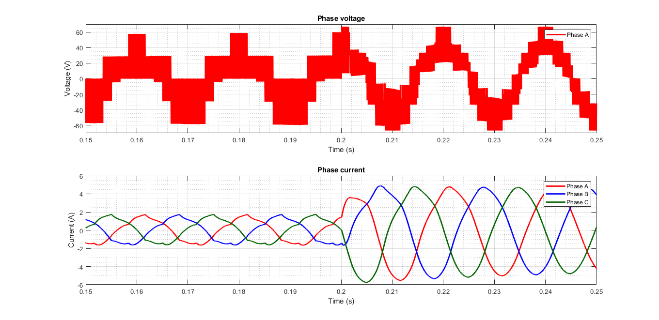 Phase voltage
60
40
20
0
-20
-40
-60
Voltage (V)
Phase A
0.15 0.16 0.17 0.18 0.19 0.2 0.21 0.22 0.23 0.24 0.25
Time (s)
Phase current
6
4
2
0
-2
-4
-6
Current (A)
Phase A
Phase B
Phase C
0.15 0.16 0.17 0.18 0.19 0.2 0.21 0.22 0.23 0.24 0.25
Time (s)